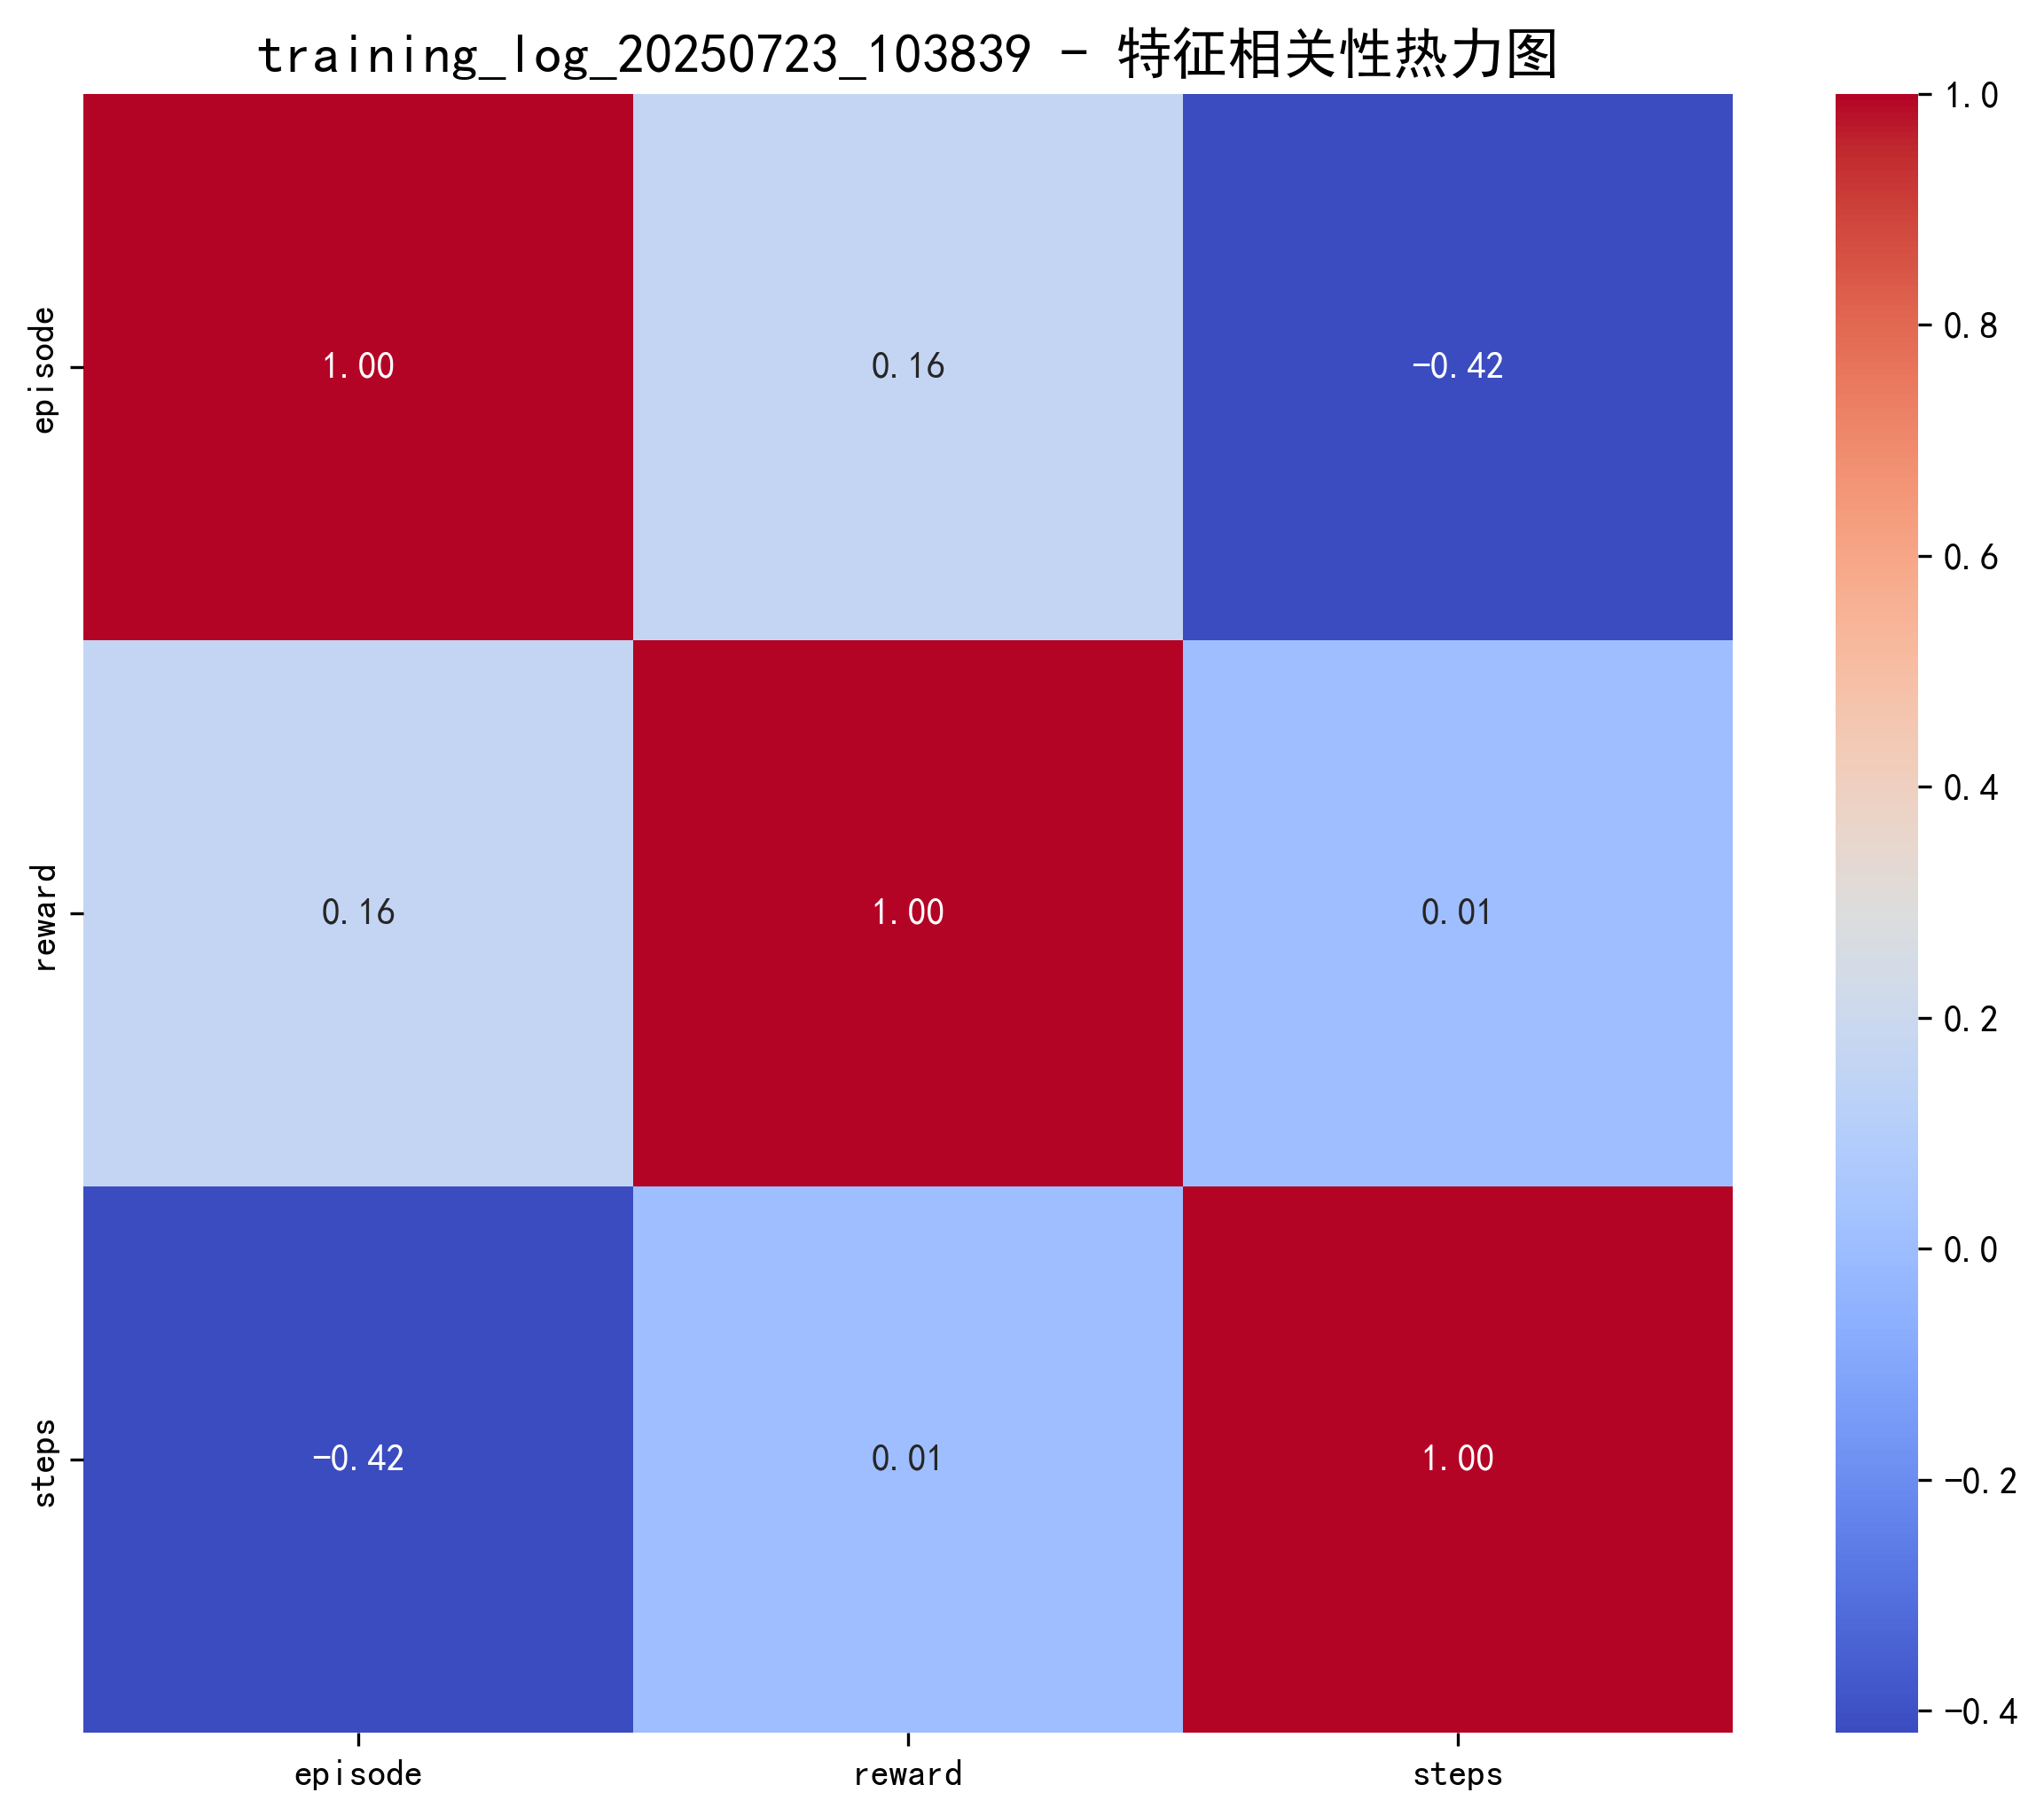 training_log_20250723_103839 - 特征相关性热力图
episode
1.00
0.16
-0.42
reward
0.16
1.00
0.01
steps
-0.42
0.01
1.00
episode
reward
steps
1.0
0.8
0.6
0.4
0.2
0.0
-0.2
-0.4